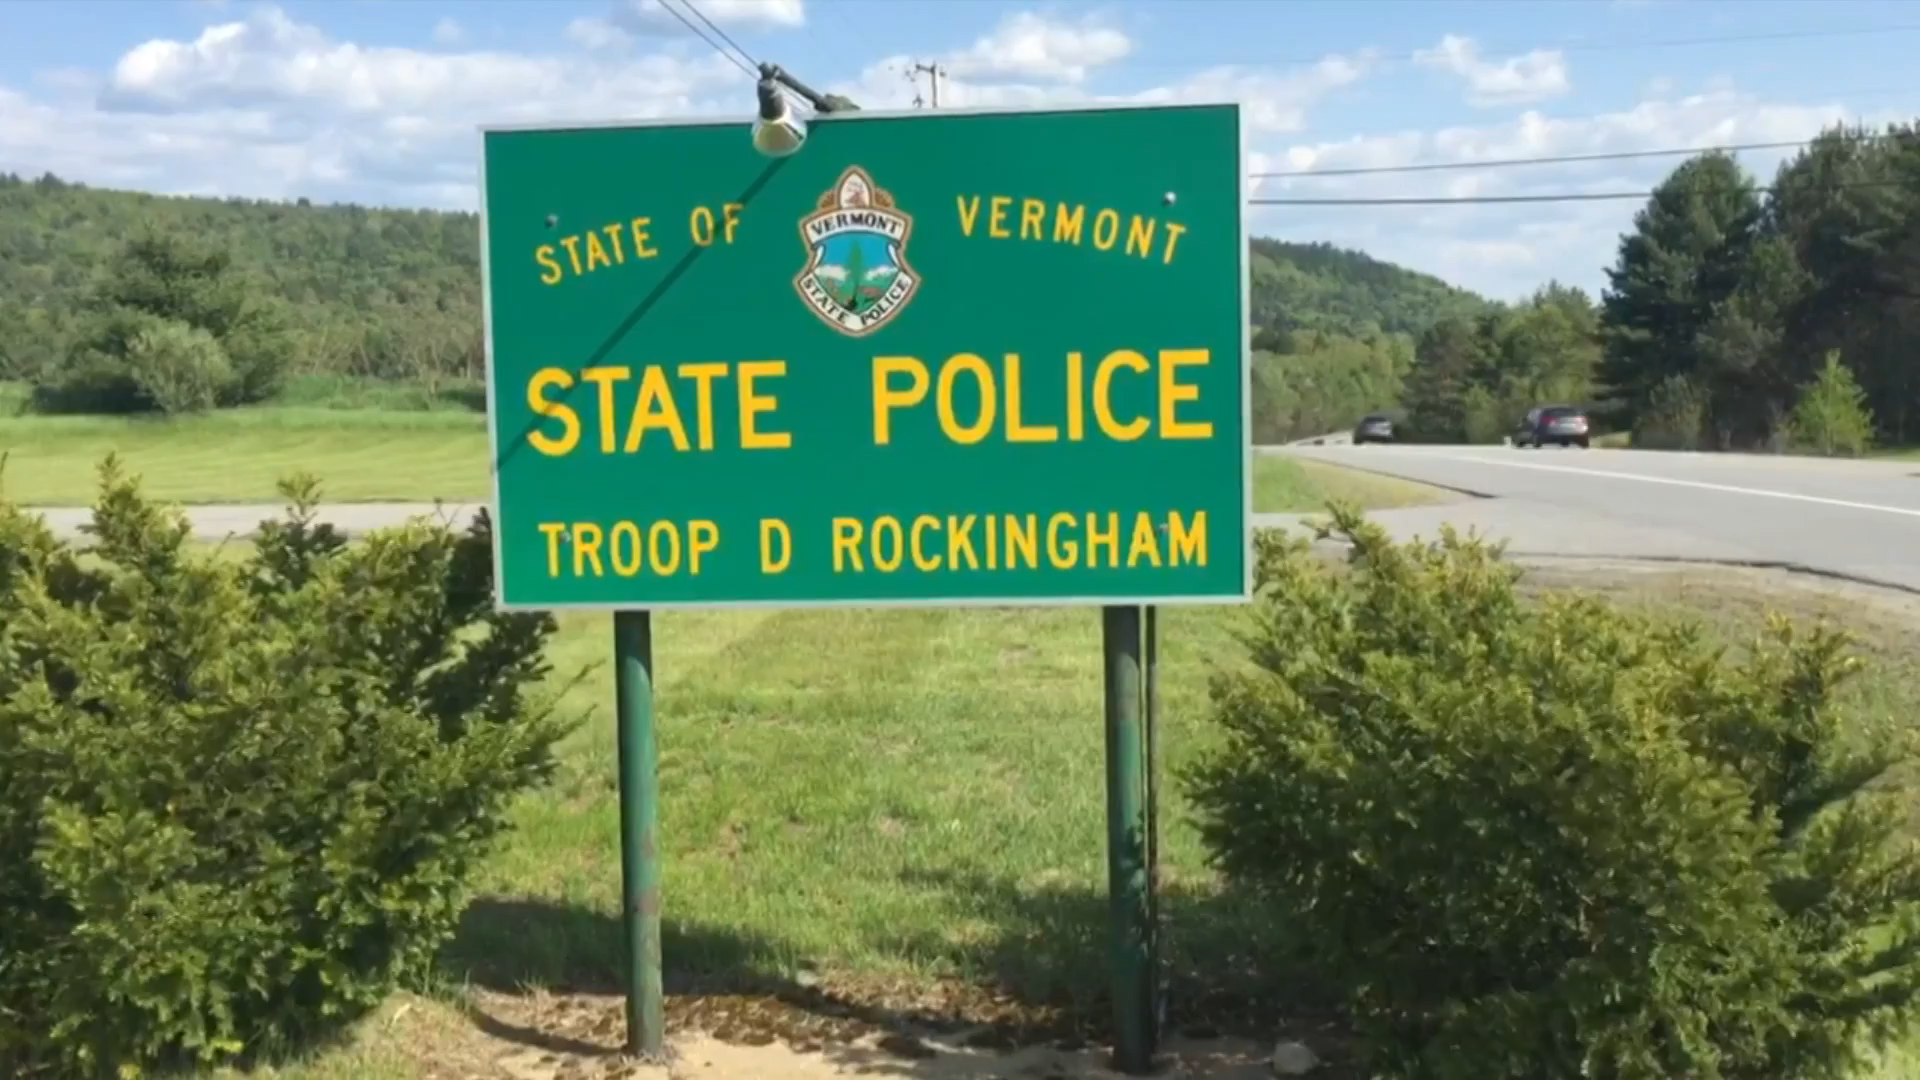 STATE OF VERMONT
VERMONT
STATE POLICE
STATE POLICE
TROOP D ROCKINGHAM